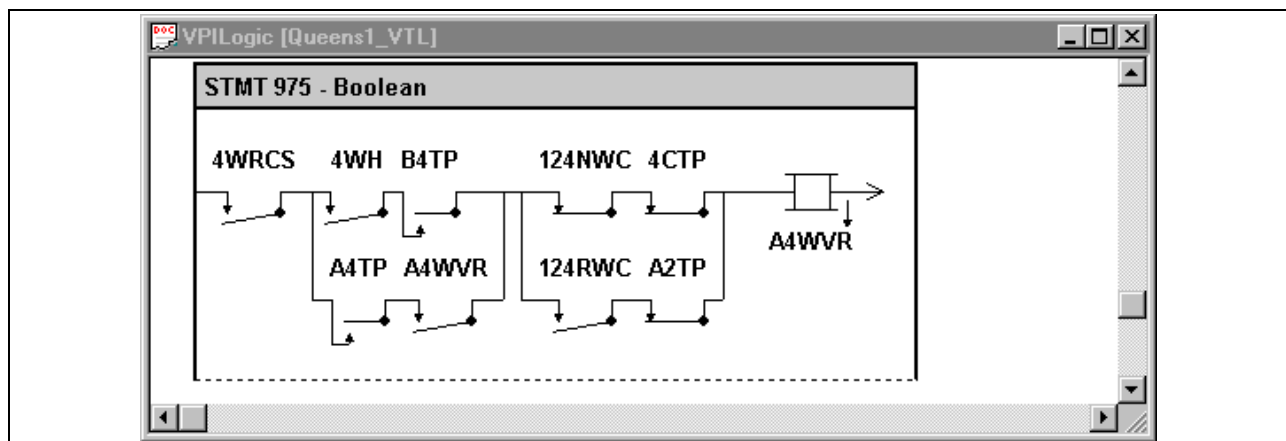 VPILogic [Queens1_VTL]
STMT 975 - Boolean
4WRCS 4WH B4TP 124NWC 4CTP
A4WVR
A4TP A4WVR 124RWC A2TP